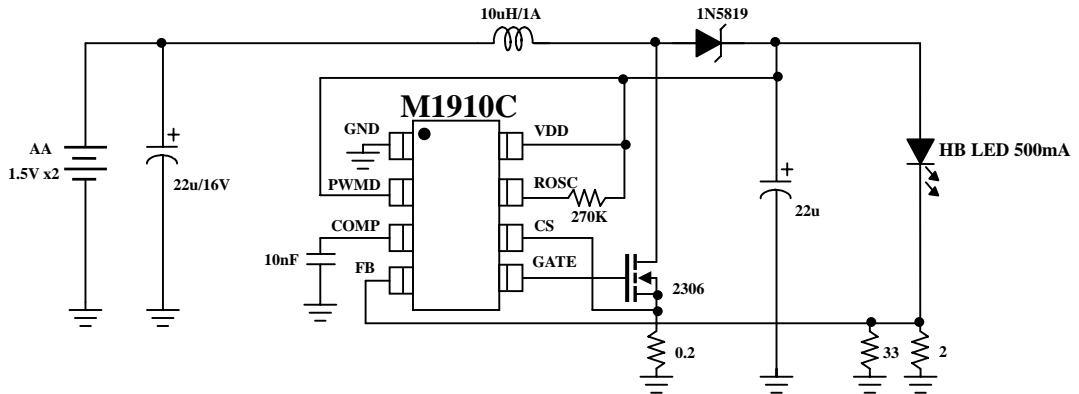 10uH/1A
1N5819
M1910C
GND
VDD
AA
1.5V x2
+
22u/16V
PWMD
ROSC
270K
+
22u
HB LED 500mA
COMP
CS
10nF
FB
GATE
2306
0.2
33
2